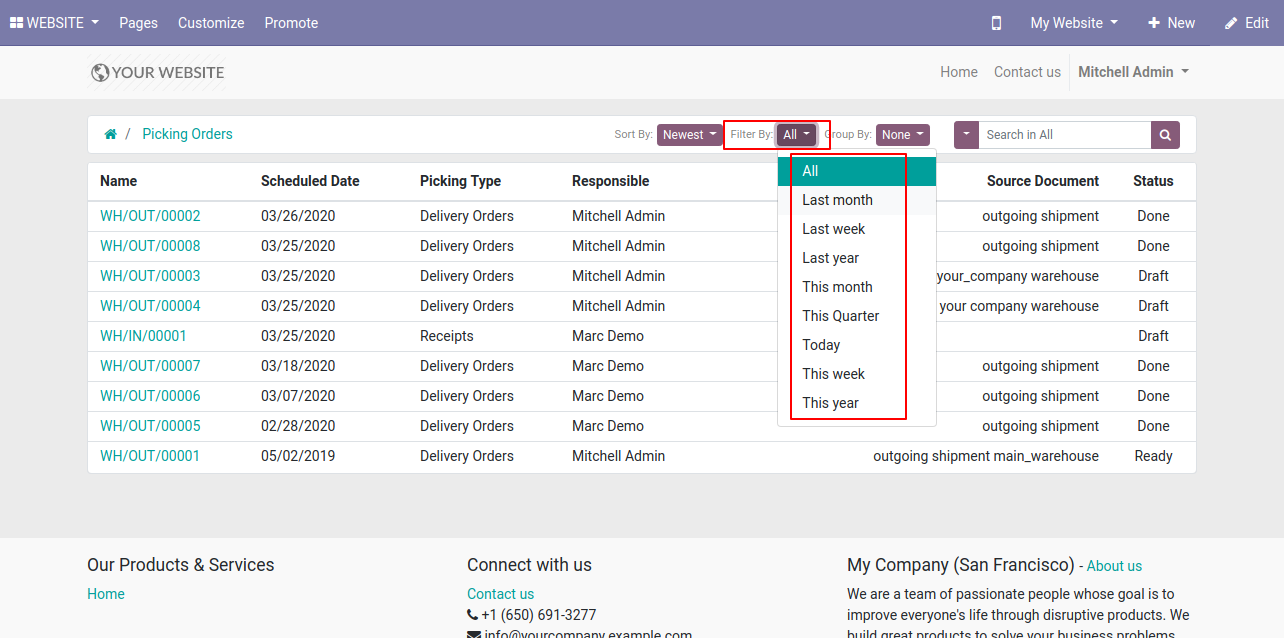 WEBSITE Pages Customize Promote My Website New Edit
YOUR WEBSITE Home Contact us Mitchell Admin
/ Picking Orders Sort By: Newest Filter By: All Group By: None Search in All
Name Scheduled Date Picking Type Responsible Source Document Status
WH/OUT/00002 03/26/2020 Delivery Orders Mitchell Admin outgoing shipment Done
WH/OUT/00008 03/25/2020 Delivery Orders Mitchell Admin outgoing shipment Done
WH/OUT/00003 03/25/2020 Delivery Orders Mitchell Admin your_company warehouse Draft
WH/OUT/00004 03/25/2020 Delivery Orders Mitchell Admin your company warehouse Draft
WH/IN/00001 03/25/2020 Receipts Marc Demo Draft
WH/OUT/00007 03/18/2020 Delivery Orders Marc Demo outgoing shipment Done
WH/OUT/00006 03/07/2020 Delivery Orders Marc Demo outgoing shipment Done
WH/OUT/00005 02/28/2020 Delivery Orders Marc Demo outgoing shipment Done
WH/OUT/00001 05/02/2019 Delivery Orders Mitchell Admin outgoing shipment main_warehouse Ready
All
Last month
Last week
Last year
This month
This Quarter
Today
This week
This year
Our Products & Services
Home
Connect with us
Contact us
+1 (650) 691-3277
info@yourcompany.example.com
My Company (San Francisco) - About us
We are a team of passionate people whose goal is to
improve everyone's life through disruptive products. We
build great products to solve your business problems.